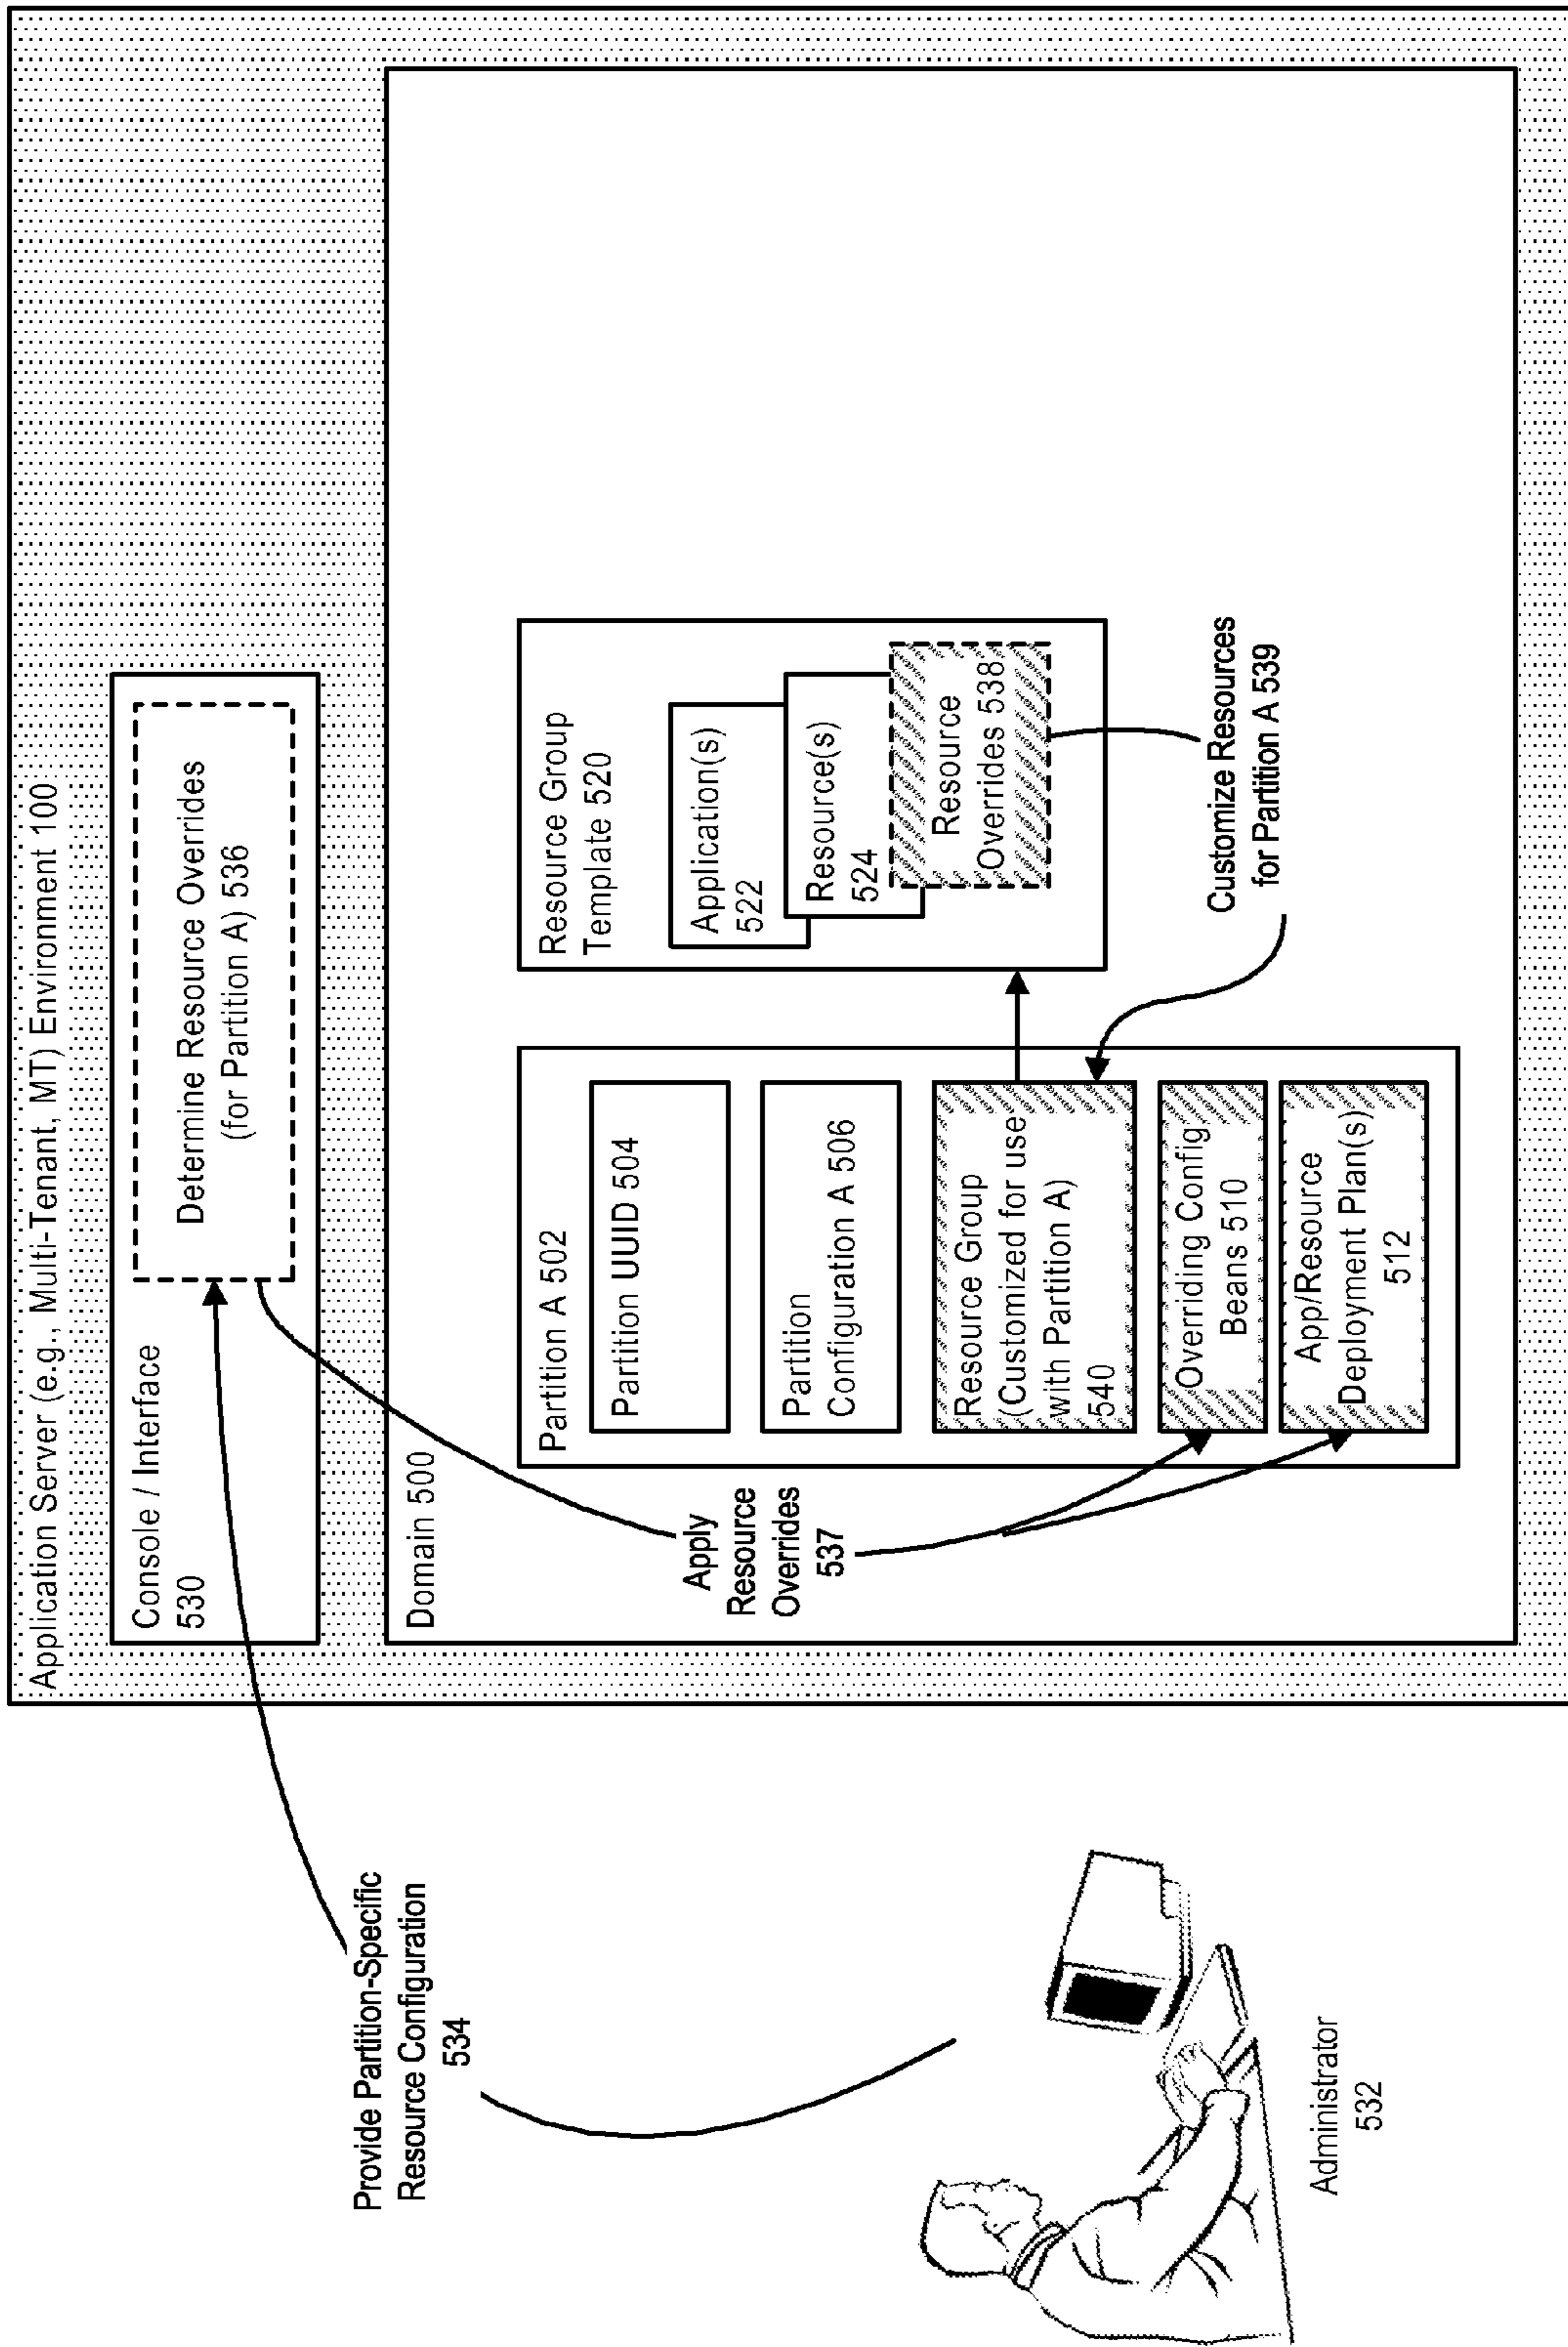 Application Server (e.g., Multi-Tenant, MT) Environment 100
Console / Interface
530
Determine Resource Overrides
(for Partition A) 536
Provide Partition-Specific
Resource Configuration
534
Domain 500
Apply
Resource
Overrides
537
Partition A 502
Partition UUID 504
Partition
Configuration A 506
Resource Group
(Customized for use
with Partition A)
540
Overriding Config
Beans 510
App/Resource
Deployment Plan(s)
512
Resource Group
Template 520
Application(s)
522
Resource(s)
524
Resource
Overrides 538
Customize Resources
for Partition A 539
Administrator
532